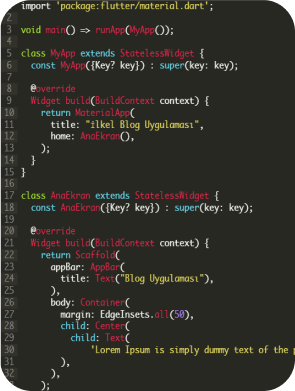 import 'package:flutter/material.dart';
2
3 void main() => runApp(MyApp());
4
5 class MyApp extends StatelessWidget {
6 const MyApp({Key? key}) : super(key: key);
7
8 @override
9 Widget build(BuildContext context) {
10 return MaterialApp(
11 title: "İlkel Blog Uygulaması",
12 home: AnaEkran(),
13 );
14 }
15 }
16
17 class AnaEkran extends StatelessWidget {
18 const AnaEkran({Key? key}) : super(key: key);
19
20 @override
21 Widget build(BuildContext context) {
22 return Scaffold(
23 appBar: AppBar(
24 title: Text("Blog Uygulaması"),
25 ),
26 body: Container(
27 margin: EdgeInsets.all(50),
28 child: Center(
29 child: Text(
30 'Lorem Ipsum is simply dummy text of the
31 ),
32 ),
);